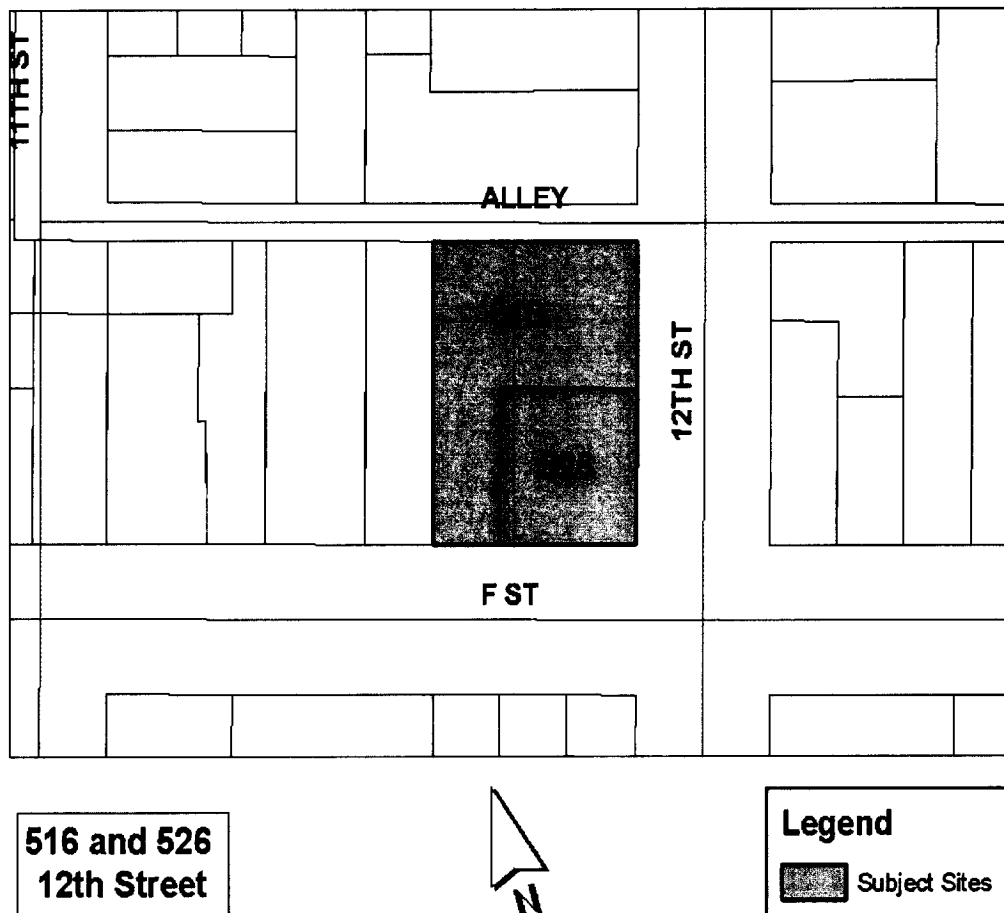 11TH ST
ALLEY
12TH ST
F ST
516 and 526
12th Street
N
Legend
Subject Sites